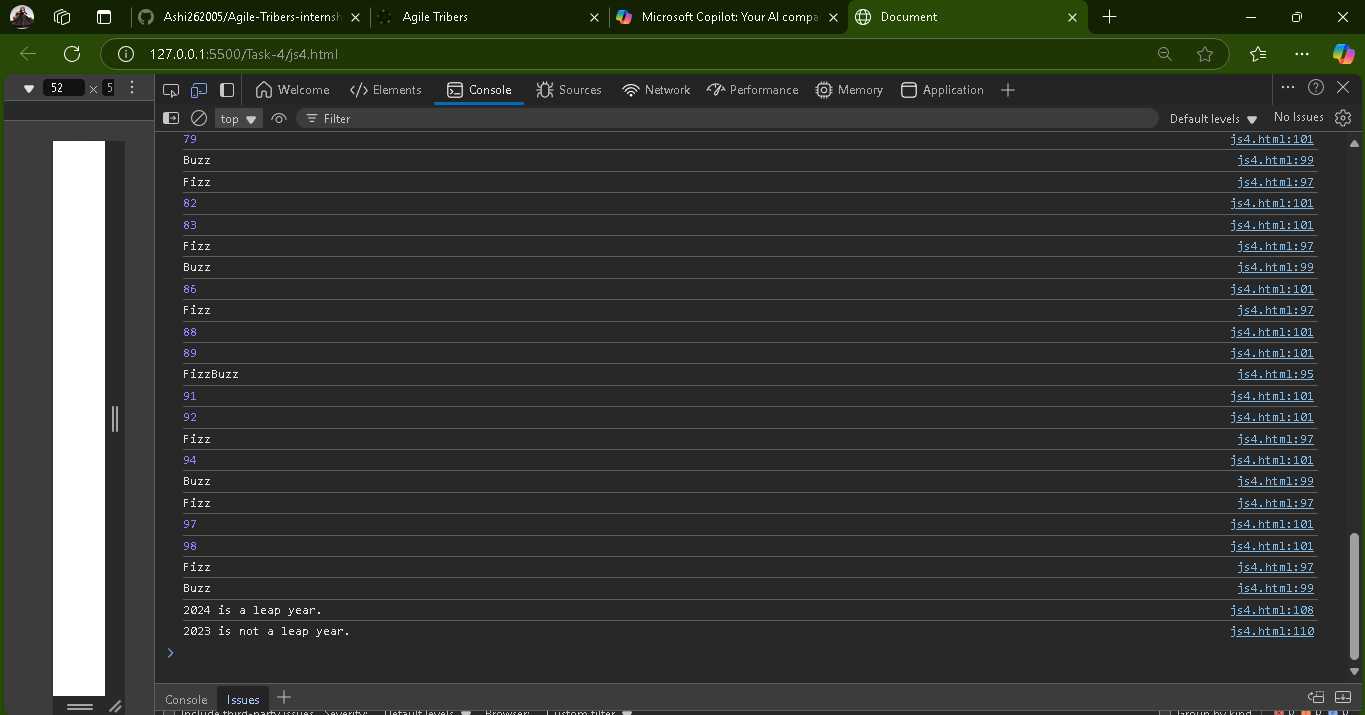 Ashi262005/Agile-Tribers-internsh
Agile Tribers
Microsoft Copilot: Your AI compa
Document
127.0.0.1:5500/Task-4/js4.html
52 × 5
Welcome
Elements
Console
Sources
Network
Performance
Memory
Application
top
Filter
Default levels
No Issues
79 js4.html:101
Buzz js4.html:99
Fizz js4.html:97
82 js4.html:101
83 js4.html:101
Fizz js4.html:97
Buzz js4.html:99
86 js4.html:101
Fizz js4.html:97
88 js4.html:101
89 js4.html:101
FizzBuzz js4.html:95
91 js4.html:101
92 js4.html:101
Fizz js4.html:97
94 js4.html:101
Buzz js4.html:99
Fizz js4.html:97
97 js4.html:101
98 js4.html:101
Fizz js4.html:97
Buzz js4.html:99
2024 is a leap year. js4.html:108
2023 is not a leap year. js4.html:110
Console Issues
Include third-party issues Severity: Default levels Browser: Custom filter Group by kind